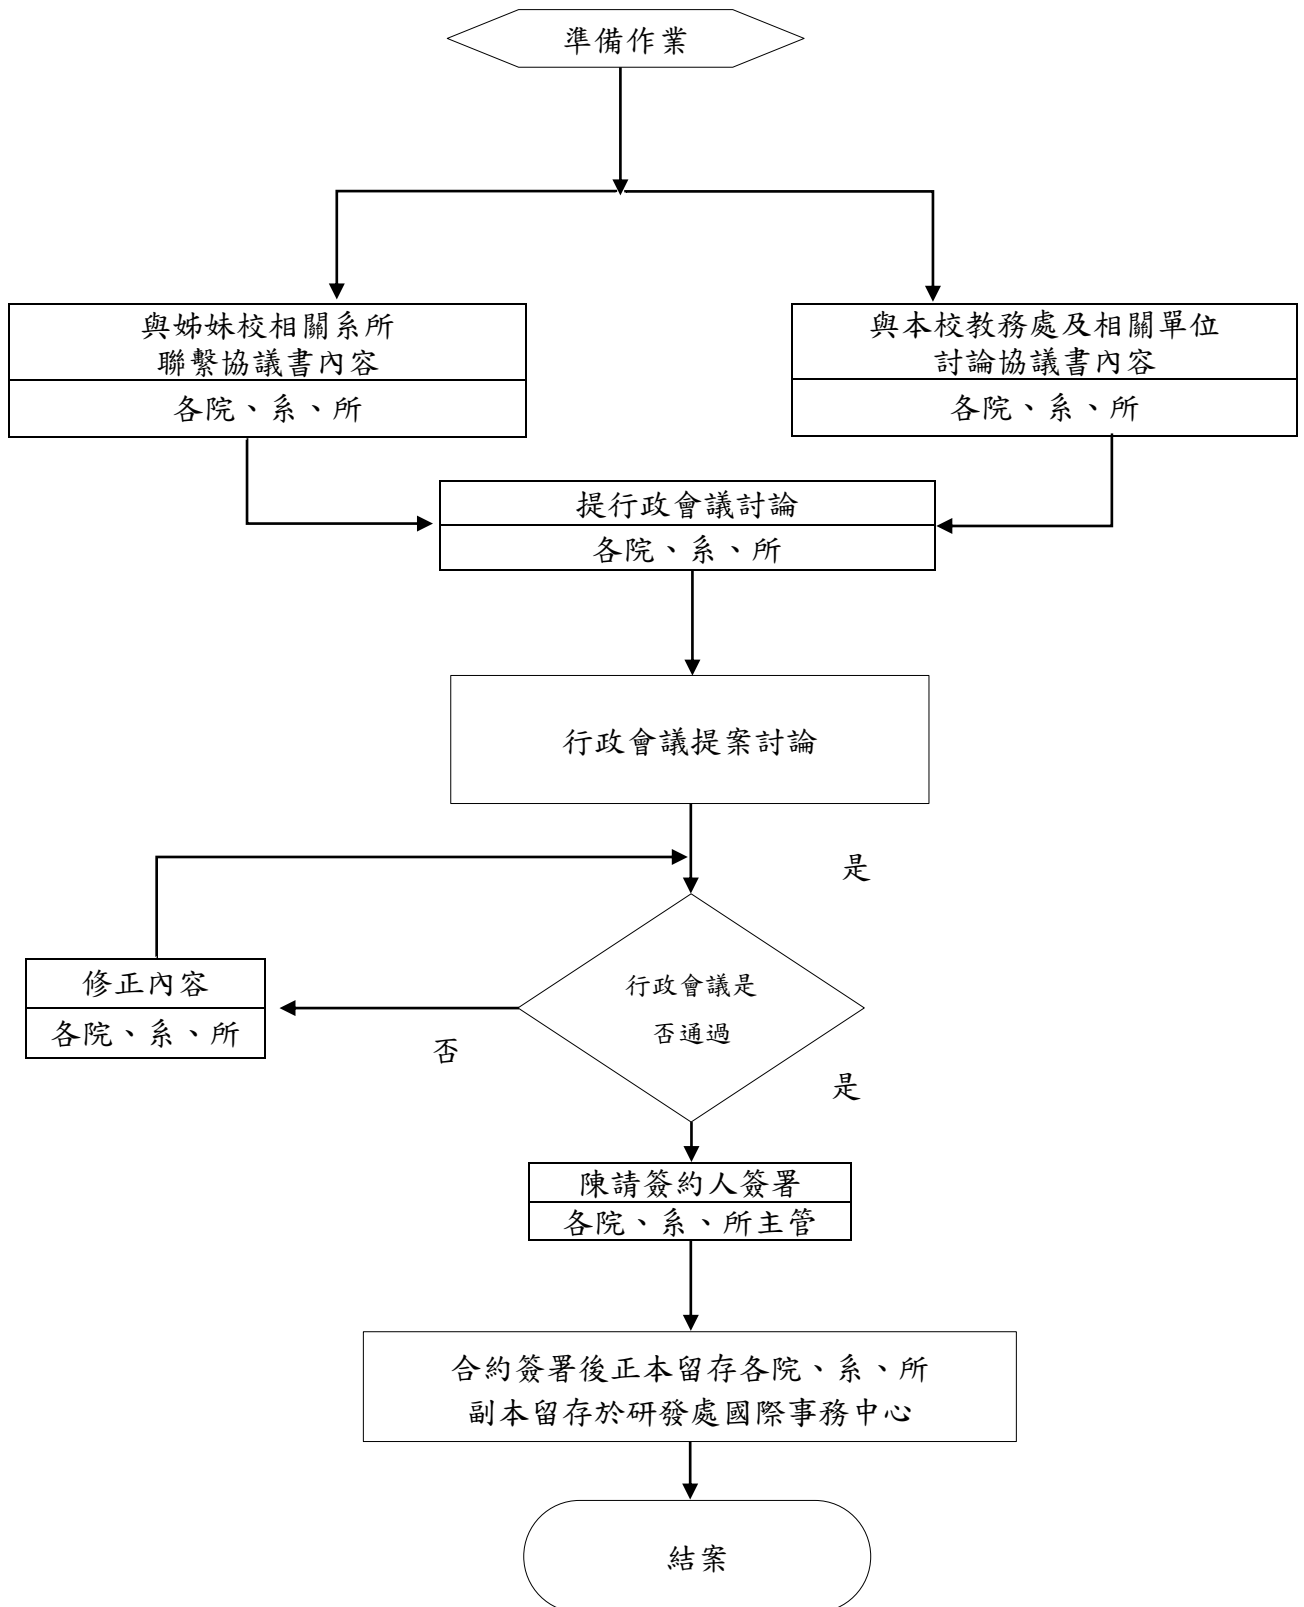 準備作業
與姊妹校相關系所
聯繫協議書內容
各院、系、所
與本校教務處及相關單位
討論協議書內容
各院、系、所
提行政會議討論
各院、系、所
行政會議提案討論
是
行政會議是
否通過
修正內容
各院、系、所
否
是
陳請簽約人簽署
各院、系、所主管
合約簽署後正本留存各院、系、所
副本留存於研發處國際事務中心
結案